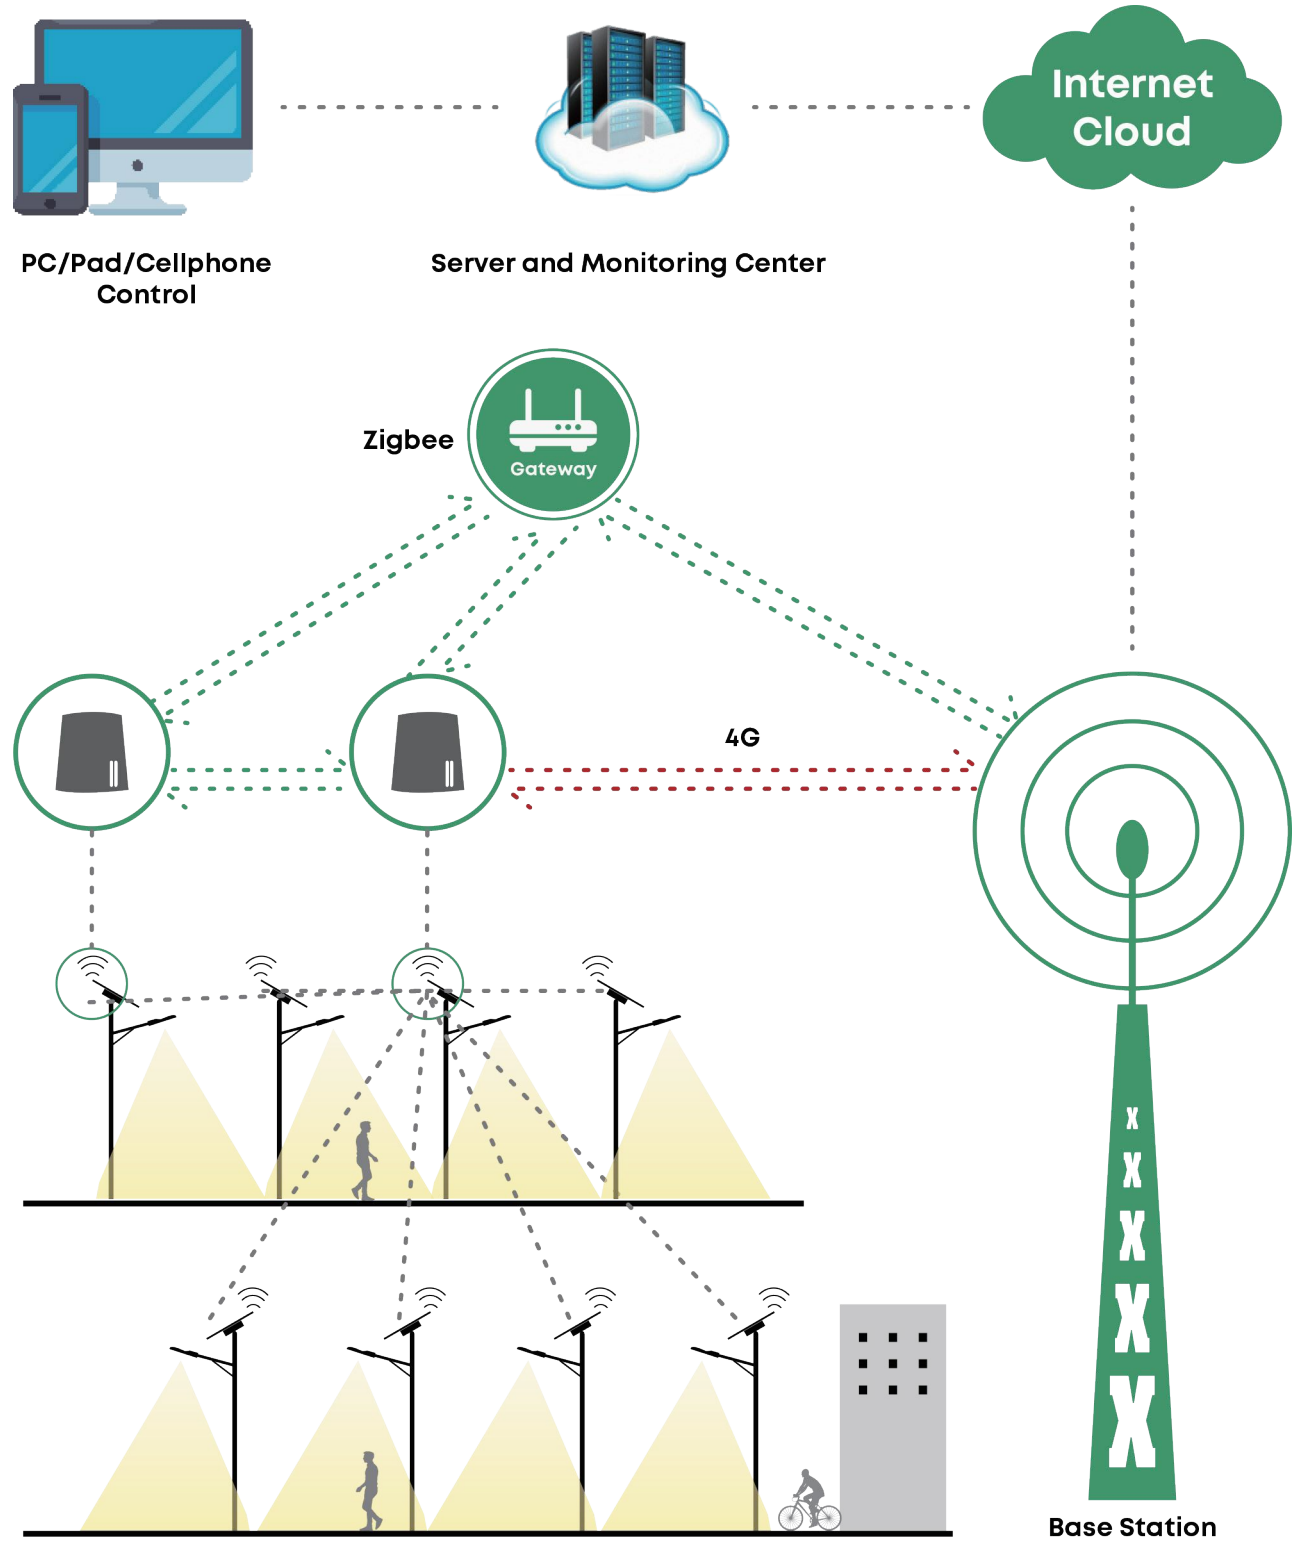 Internet
Cloud
PC/Pad/Cellphone
Control
Server and Monitoring Center
Zigbee
Gateway
4G
Base Station